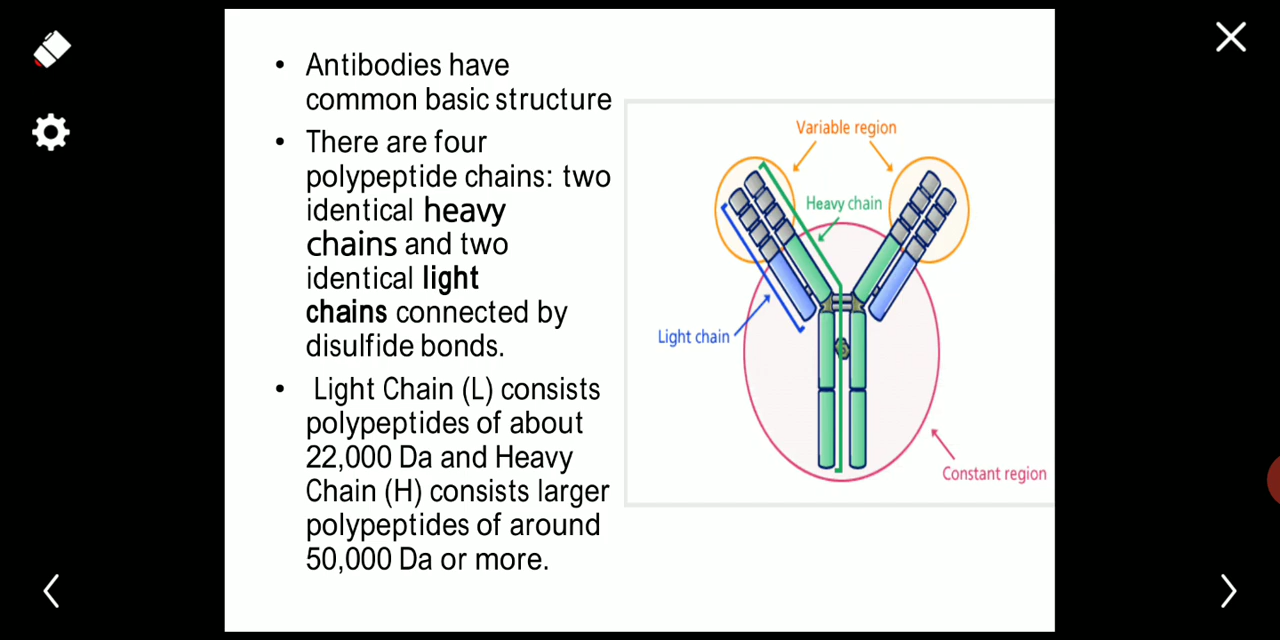 • Antibodies have
common basic structure
• There are four
polypeptide chains: two
identical heavy
chains and two
identical light
chains connected by
disulfide bonds.
• Light Chain (L) consists
polypeptides of about
22,000 Da and Heavy
Chain (H) consists larger
polypeptides of around
50,000 Da or more.
Variable region
Heavy chain
Light chain
Constant region